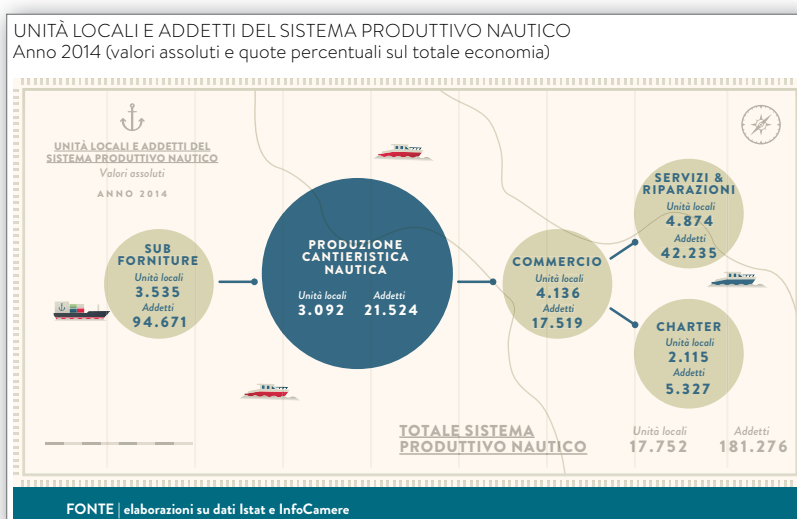 UNITÀ LOCALI E ADDETTI DEL SISTEMA PRODUTTIVO NAUTICO
Anno 2014 (valori assoluti e quote percentuali sul totale economia)
UNITÀ LOCALI E ADDETTI DEL
SISTEMA PRODUTTIVO NAUTICO
Valori assoluti
ANNO 2014
SUB
FORNITURE
Unità locali
3.535
Addetti
94.671
PRODUZIONE
CANTIERISTICA
NAUTICA
Unità locali Addetti
3.092 21.524
COMMERCIO
Unità locali
4.136
Addetti
17.519
SERVIZI &
RIPARAZIONI
Unità locali
4.874
Addetti
42.235
CHARTER
Unità locali
2.115
Addetti
5.327
TOTALE SISTEMA
PRODUTTIVO NAUTICO
Unità locali Addetti
17.752 181.276
FONTE | elaborazioni su dati Istat e InfoCamere